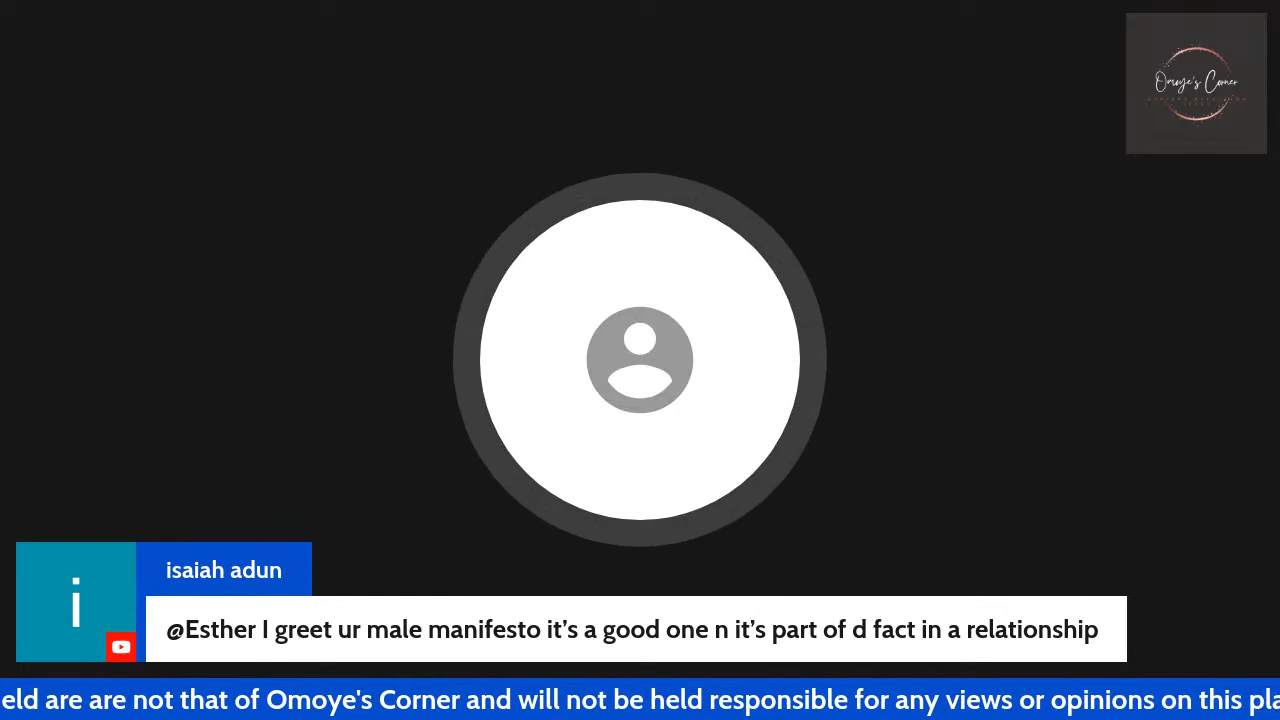 Omoye's Corner
i
isaiah adun
@Esther I greet ur male manifesto it’s a good one n it’s part of d fact in a relationship
eld are are not that of Omoye's Corner and will not be held responsible for any views or opinions on this pla